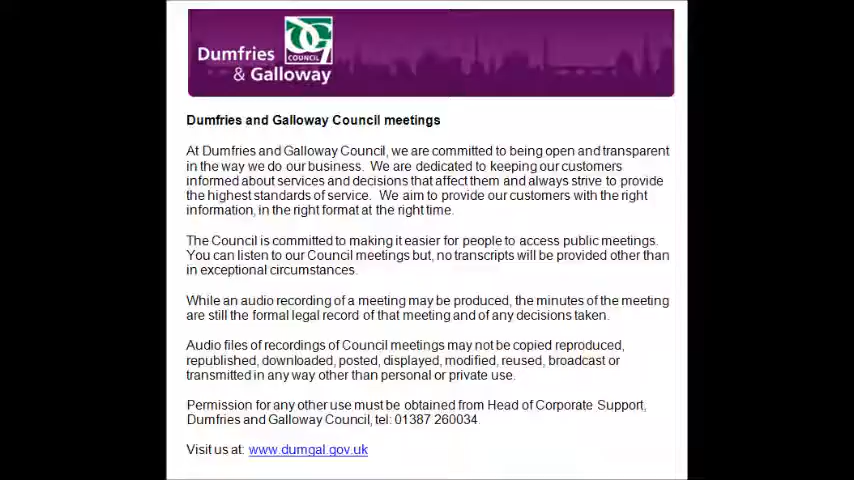 Dumfries
& Galloway
COUNCIL
Dumfries and Galloway Council meetings
At Dumfries and Galloway Council, we are committed to being open and transparent
in the way we do our business. We are dedicated to keeping our customers
informed about services and decisions that affect them and always strive to provide
the highest standards of service. We aim to provide our customers with the right
information, in the right format at the right time.
The Council is committed to making it easier for people to access public meetings.
You can listen to our Council meetings but, no transcripts will be provided other than
in exceptional circumstances.
While an audio recording of a meeting may be produced, the minutes of the meeting
are still the formal legal record of that meeting and of any decisions taken.
Audio files of recordings of Council meetings may not be copied reproduced,
republished, downloaded, posted, displayed, modified, reused, broadcast or
transmitted in any way other than personal or private use.
Permission for any other use must be obtained from Head of Corporate Support,
Dumfries and Galloway Council, tel: 01387 260034.
Visit us at: www.dumgal.gov.uk